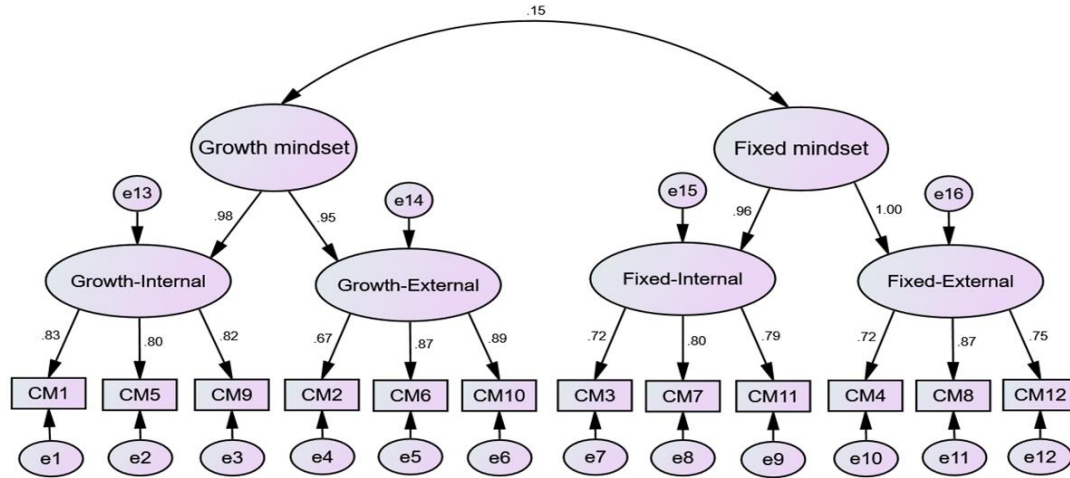 .15
Growth mindset
Fixed mindset
e13
e14
e15
e16
.98
.95
.96
1.00
Growth-Internal
Growth-External
Fixed-Internal
Fixed-External
.83
.80
.82
.67
.87
.89
.72
.80
.79
.72
.87
.75
CM1
CM5
CM9
CM2
CM6
CM10
CM3
CM7
CM11
CM4
CM8
CM12
e1
e2
e3
e4
e5
e6
e7
e8
e9
e10
e11
e12